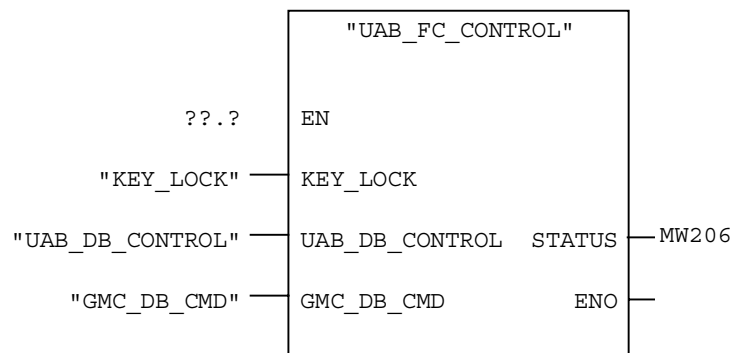 "UAB_FC_CONTROL"
??.? EN
"KEY_LOCK" KEY_LOCK
"UAB_DB_CONTROL" UAB_DB_CONTROL STATUS MW206
"GMC_DB_CMD" GMC_DB_CMD ENO